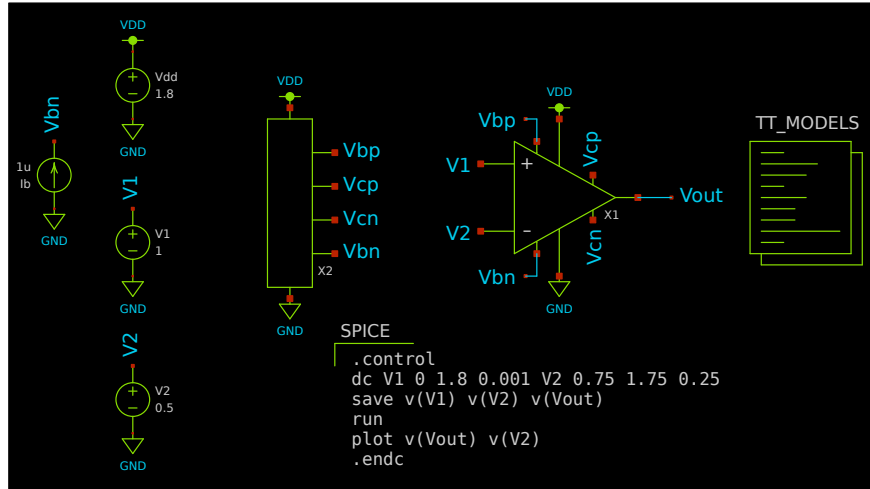 VDD
Vdd
1.8
GND
Vbn
1u
Ib
GND
V1
V1
1
GND
V2
V2
0.5
GND
VDD
Vbp
Vcp
Vcn
Vbn
X2
GND
VDD
Vbp
Vcp
V1
+
V2
-
Vout
X1
Vcn
Vbn
GND
TT_MODELS
SPICE
.control
dc V1 0 1.8 0.001 V2 0.75 1.75 0.25
save v(V1) v(V2) v(Vout)
run
plot v(Vout) v(V2)
.endc